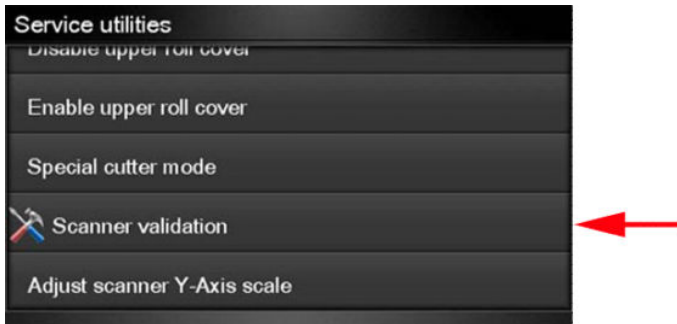 Service utilities
Disable upper roll cover
Enable upper roll cover
Special cutter mode
Scanner validation
Adjust scanner Y-Axis scale